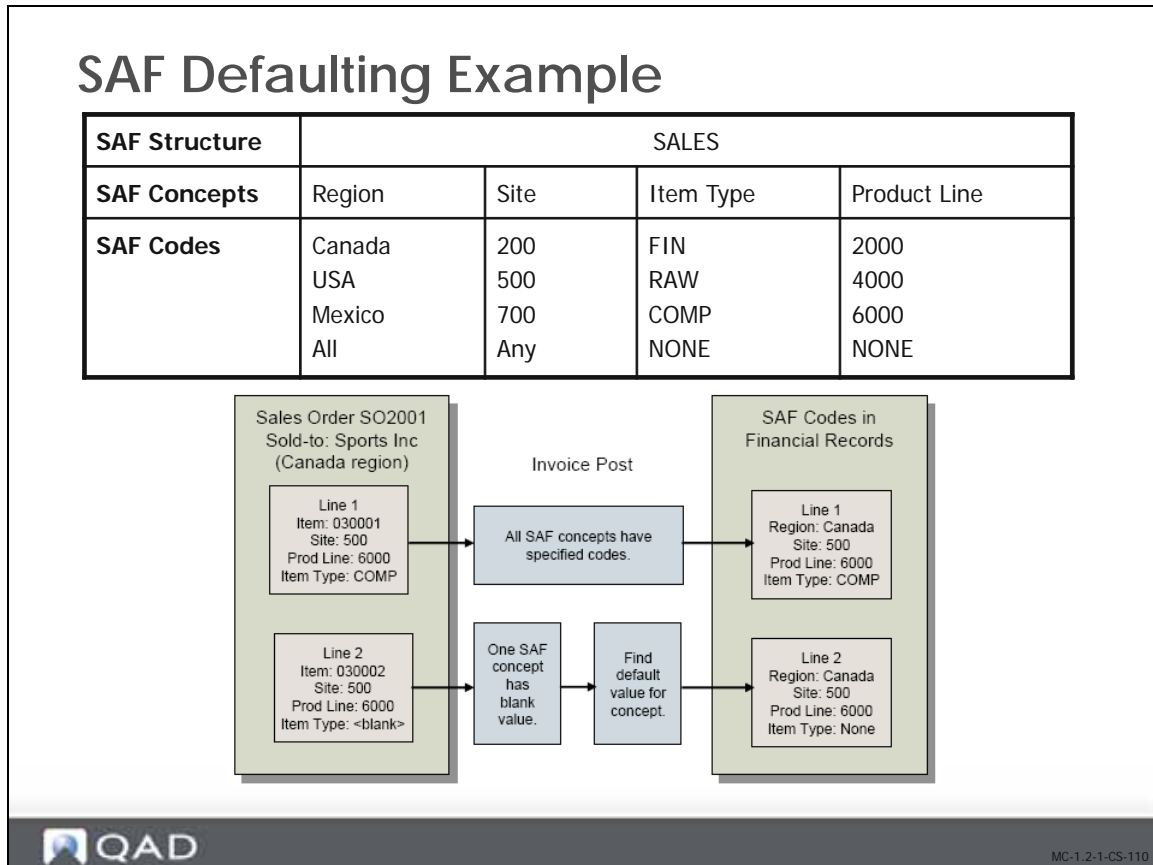 SAF Defaulting Example
SAF Structure SALES
SAF Concepts Region Site Item Type Product Line
SAF Codes Canada 200 FIN 2000
USA 500 RAW 4000
Mexico 700 COMP 6000
All Any NONE NONE
Sales Order SO2001
Sold-to: Sports Inc
(Canada region)
Line 1
Item: 030001
Site: 500
Prod Line: 6000
Item Type: COMP
Line 2
Item: 030002
Site: 500
Prod Line: 6000
Item Type: <blank>
Invoice Post
All SAF concepts have
specified codes.
One SAF
concept
has
blank
value.
Find
default
value for
concept.
SAF Codes in
Financial Records
Line 1
Region: Canada
Site: 500
Prod Line: 6000
Item Type: COMP
Line 2
Region: Canada
Site: 500
Prod Line: 6000
Item Type: None
QAD
MC-1.2-1-CS-110